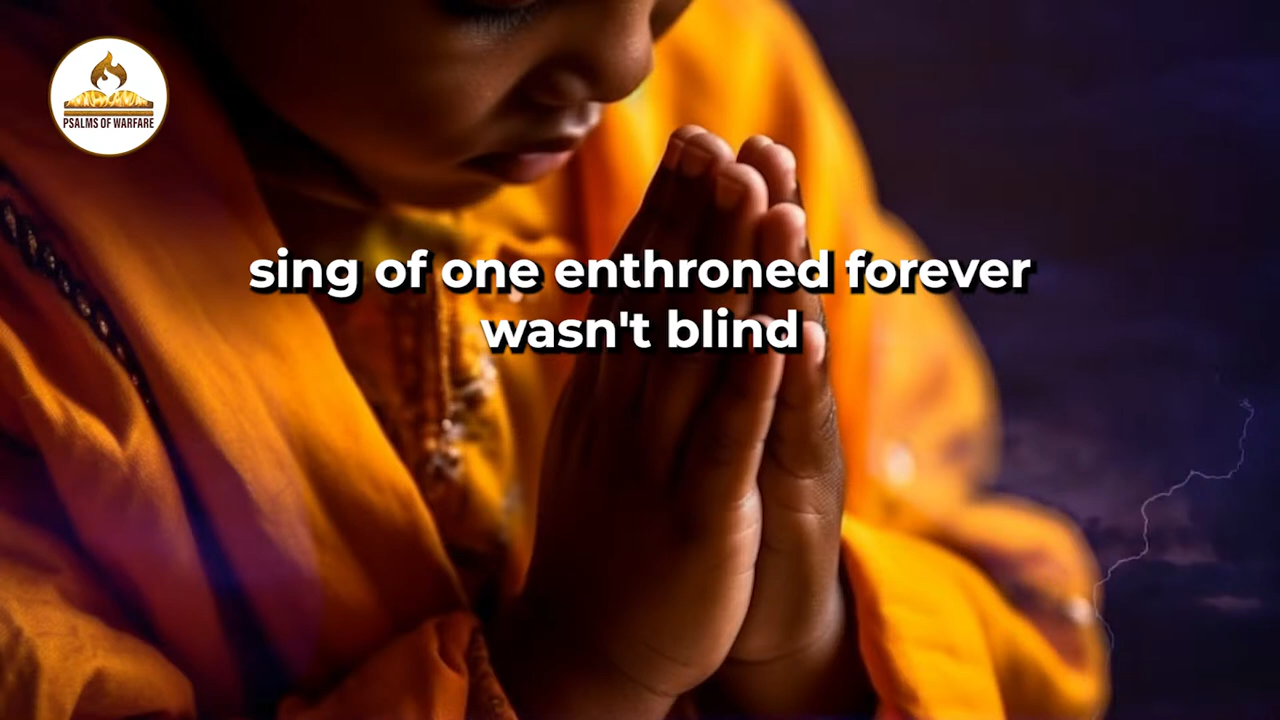 PSALMS OF WARFARE
sing of one enthroned forever
wasn't blind